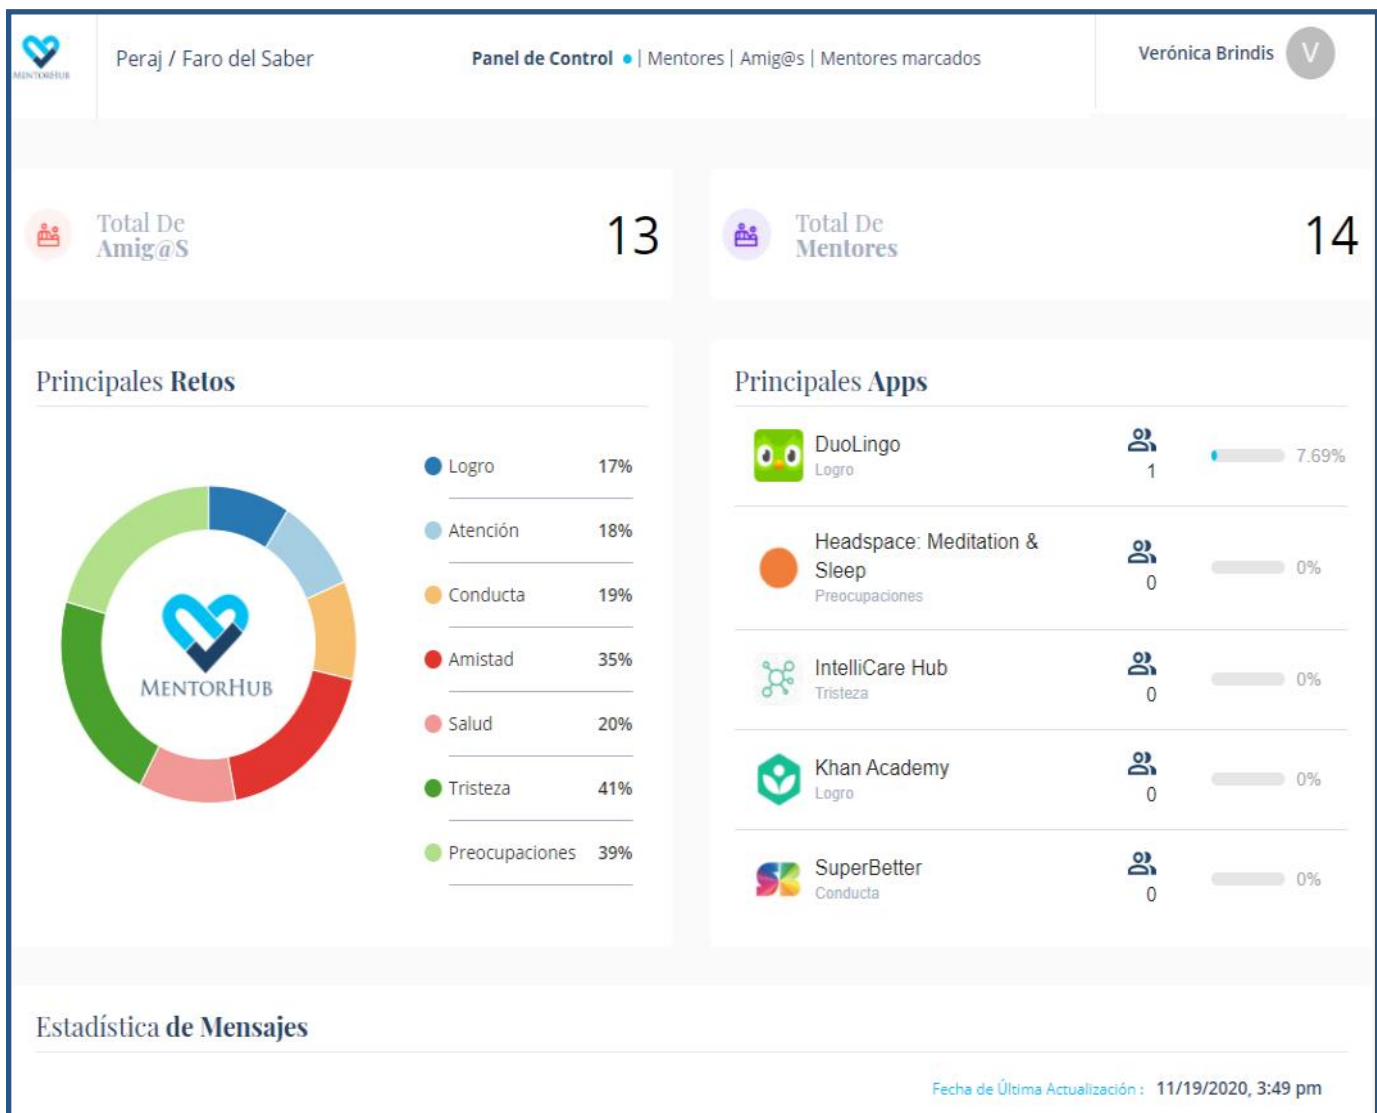 MENTORHUB
Peraj / Faro del Saber
Panel de Control • | Mentores | Amig@s | Mentores marcados
Verónica Brindis
V
Total De
Amig@S
13
Total De
Mentores
14
Principales Retos
MENTORHUB
Logro 17%
Atención 18%
Conducta 19%
Amistad 35%
Salud 20%
Tristeza 41%
Preocupaciones 39%
Principales Apps
DuoLingo
Logro
1
7.69%
Headspace: Meditation &
Sleep
Preocupaciones
0
0%
IntelliCare Hub
Tristeza
0
0%
Khan Academy
Logro
0
0%
SB
SuperBetter
Conducta
0
0%
Estadística de Mensajes
Fecha de Última Actualización : 11/19/2020, 3:49 pm